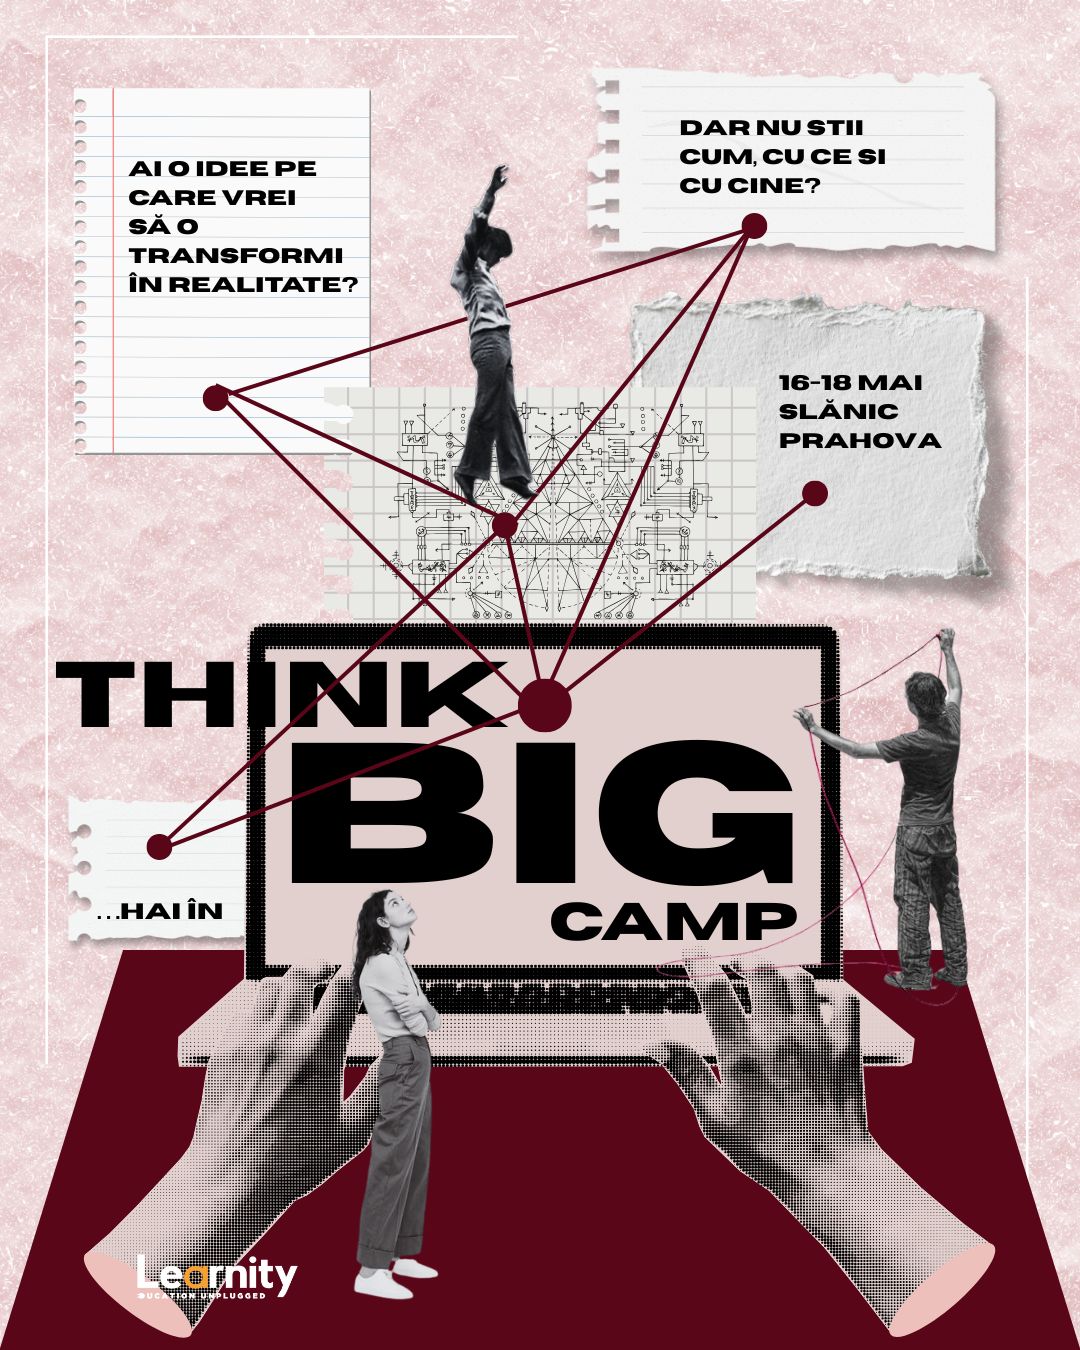 AI O IDEE PE
CARE VREI
SĂ O
TRANSFORMI
ÎN REALITATE?
DAR NU STII
CUM, CU CE SI
CU CINE?
16-18 MAI
SLĂNIC
PRAHOVA
...HAI ÎN
THINK
BIG
CAMP
Learnity
EDUCATION UNPLUGGED